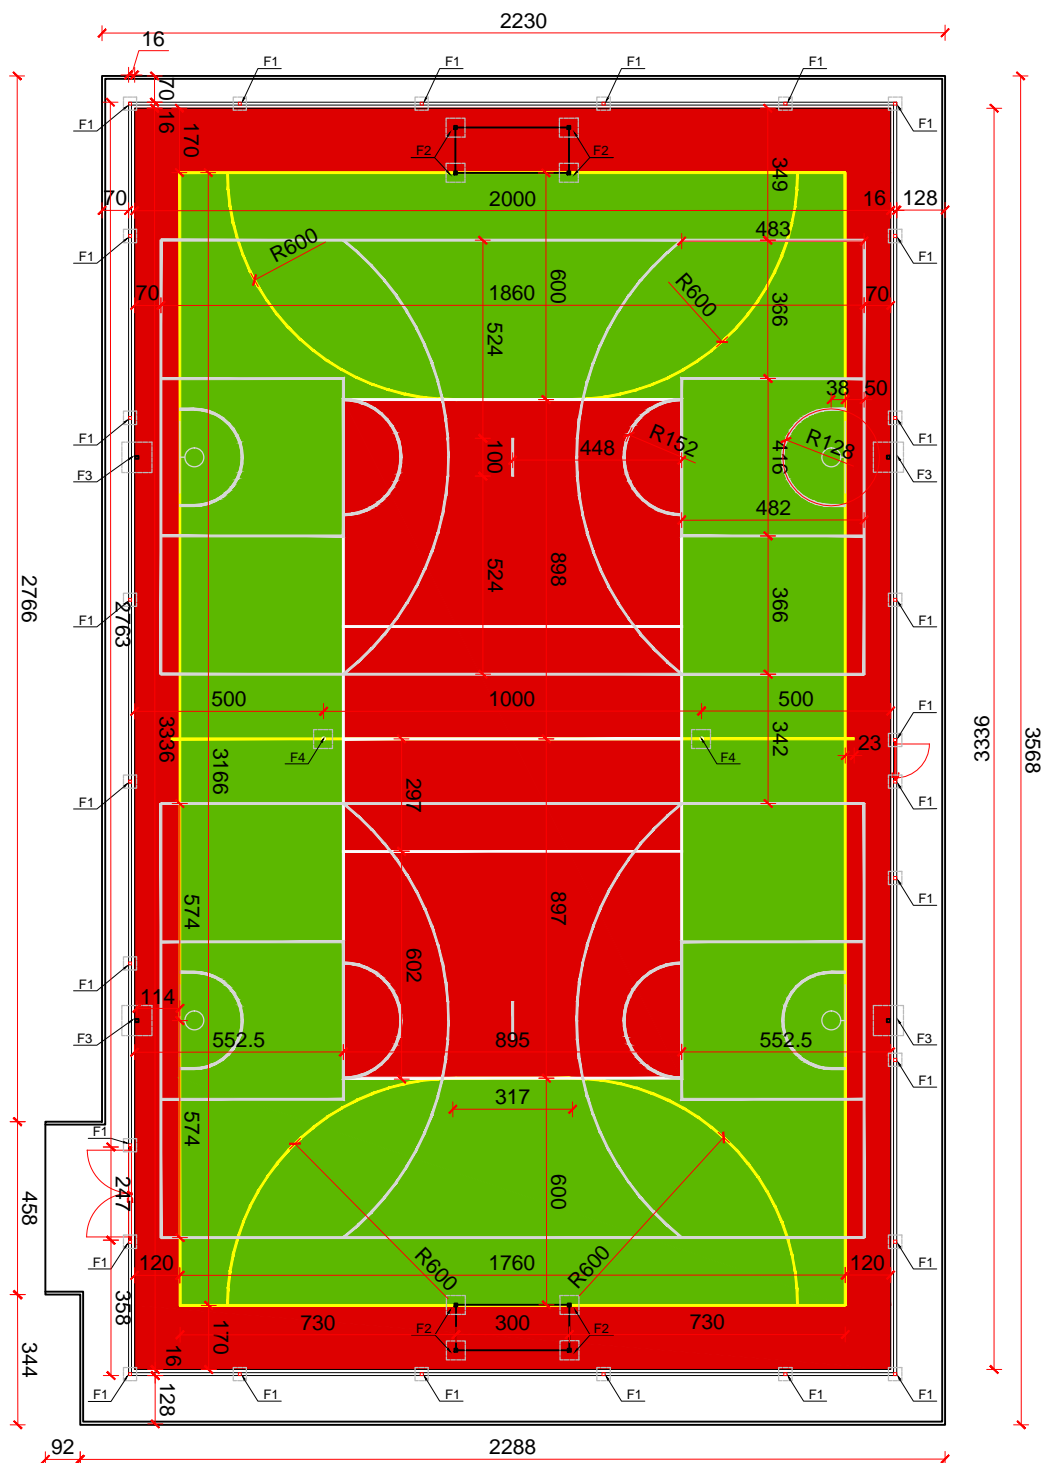 2230
16
F1
F1
F1
F1
70
F1
16
F1
170
F2
F2
349
70
2000
16
128
F1
R600
483
F1
600
R600
70
1860
70
366
524
38
50
F1
F1
448
R152
R128
100
416
F3
F3
482
524
898
2766
2763
F1
366
F1
500
1000
500
F1
3336
3166
F4
F4
342
23
3336
3568
F1
297
F1
574
897
F1
602
F1
114
F3
552.5
895
552.5
F3
F1
317
F1
574
247
458
600
F1
120
R600
1760
R600
120
F1
358
730
F2
300
F2
730
170
344
16
F1
128
F1
F1
F1
F1
F1
92
2288